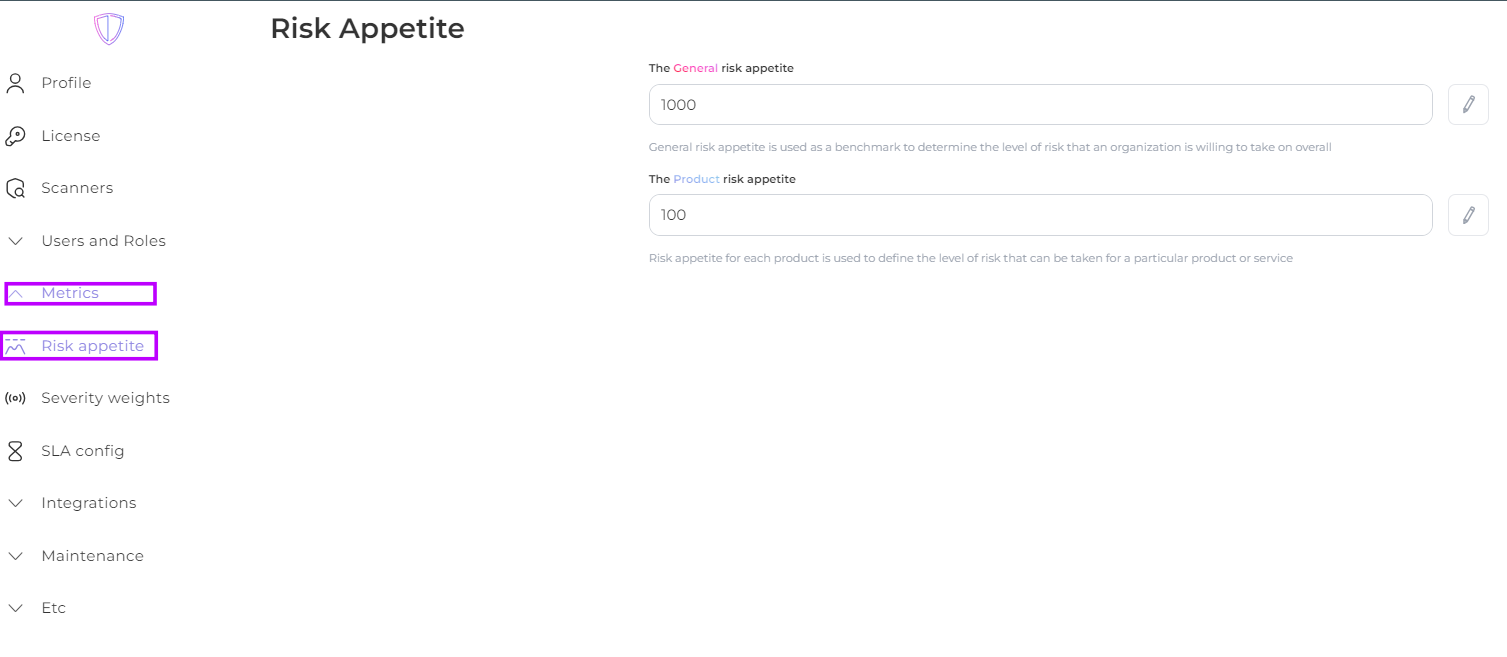 Risk Appetite
Profile
License
Scanners
Users and Roles
Metrics
Risk appetite
Severity weights
SLA config
Integrations
Maintenance
Etc
The General risk appetite
1000
General risk appetite is used as a benchmark to determine the level of risk that an organization is willing to take on overall
The Product risk appetite
100
Risk appetite for each product is used to define the level of risk that can be taken for a particular product or service